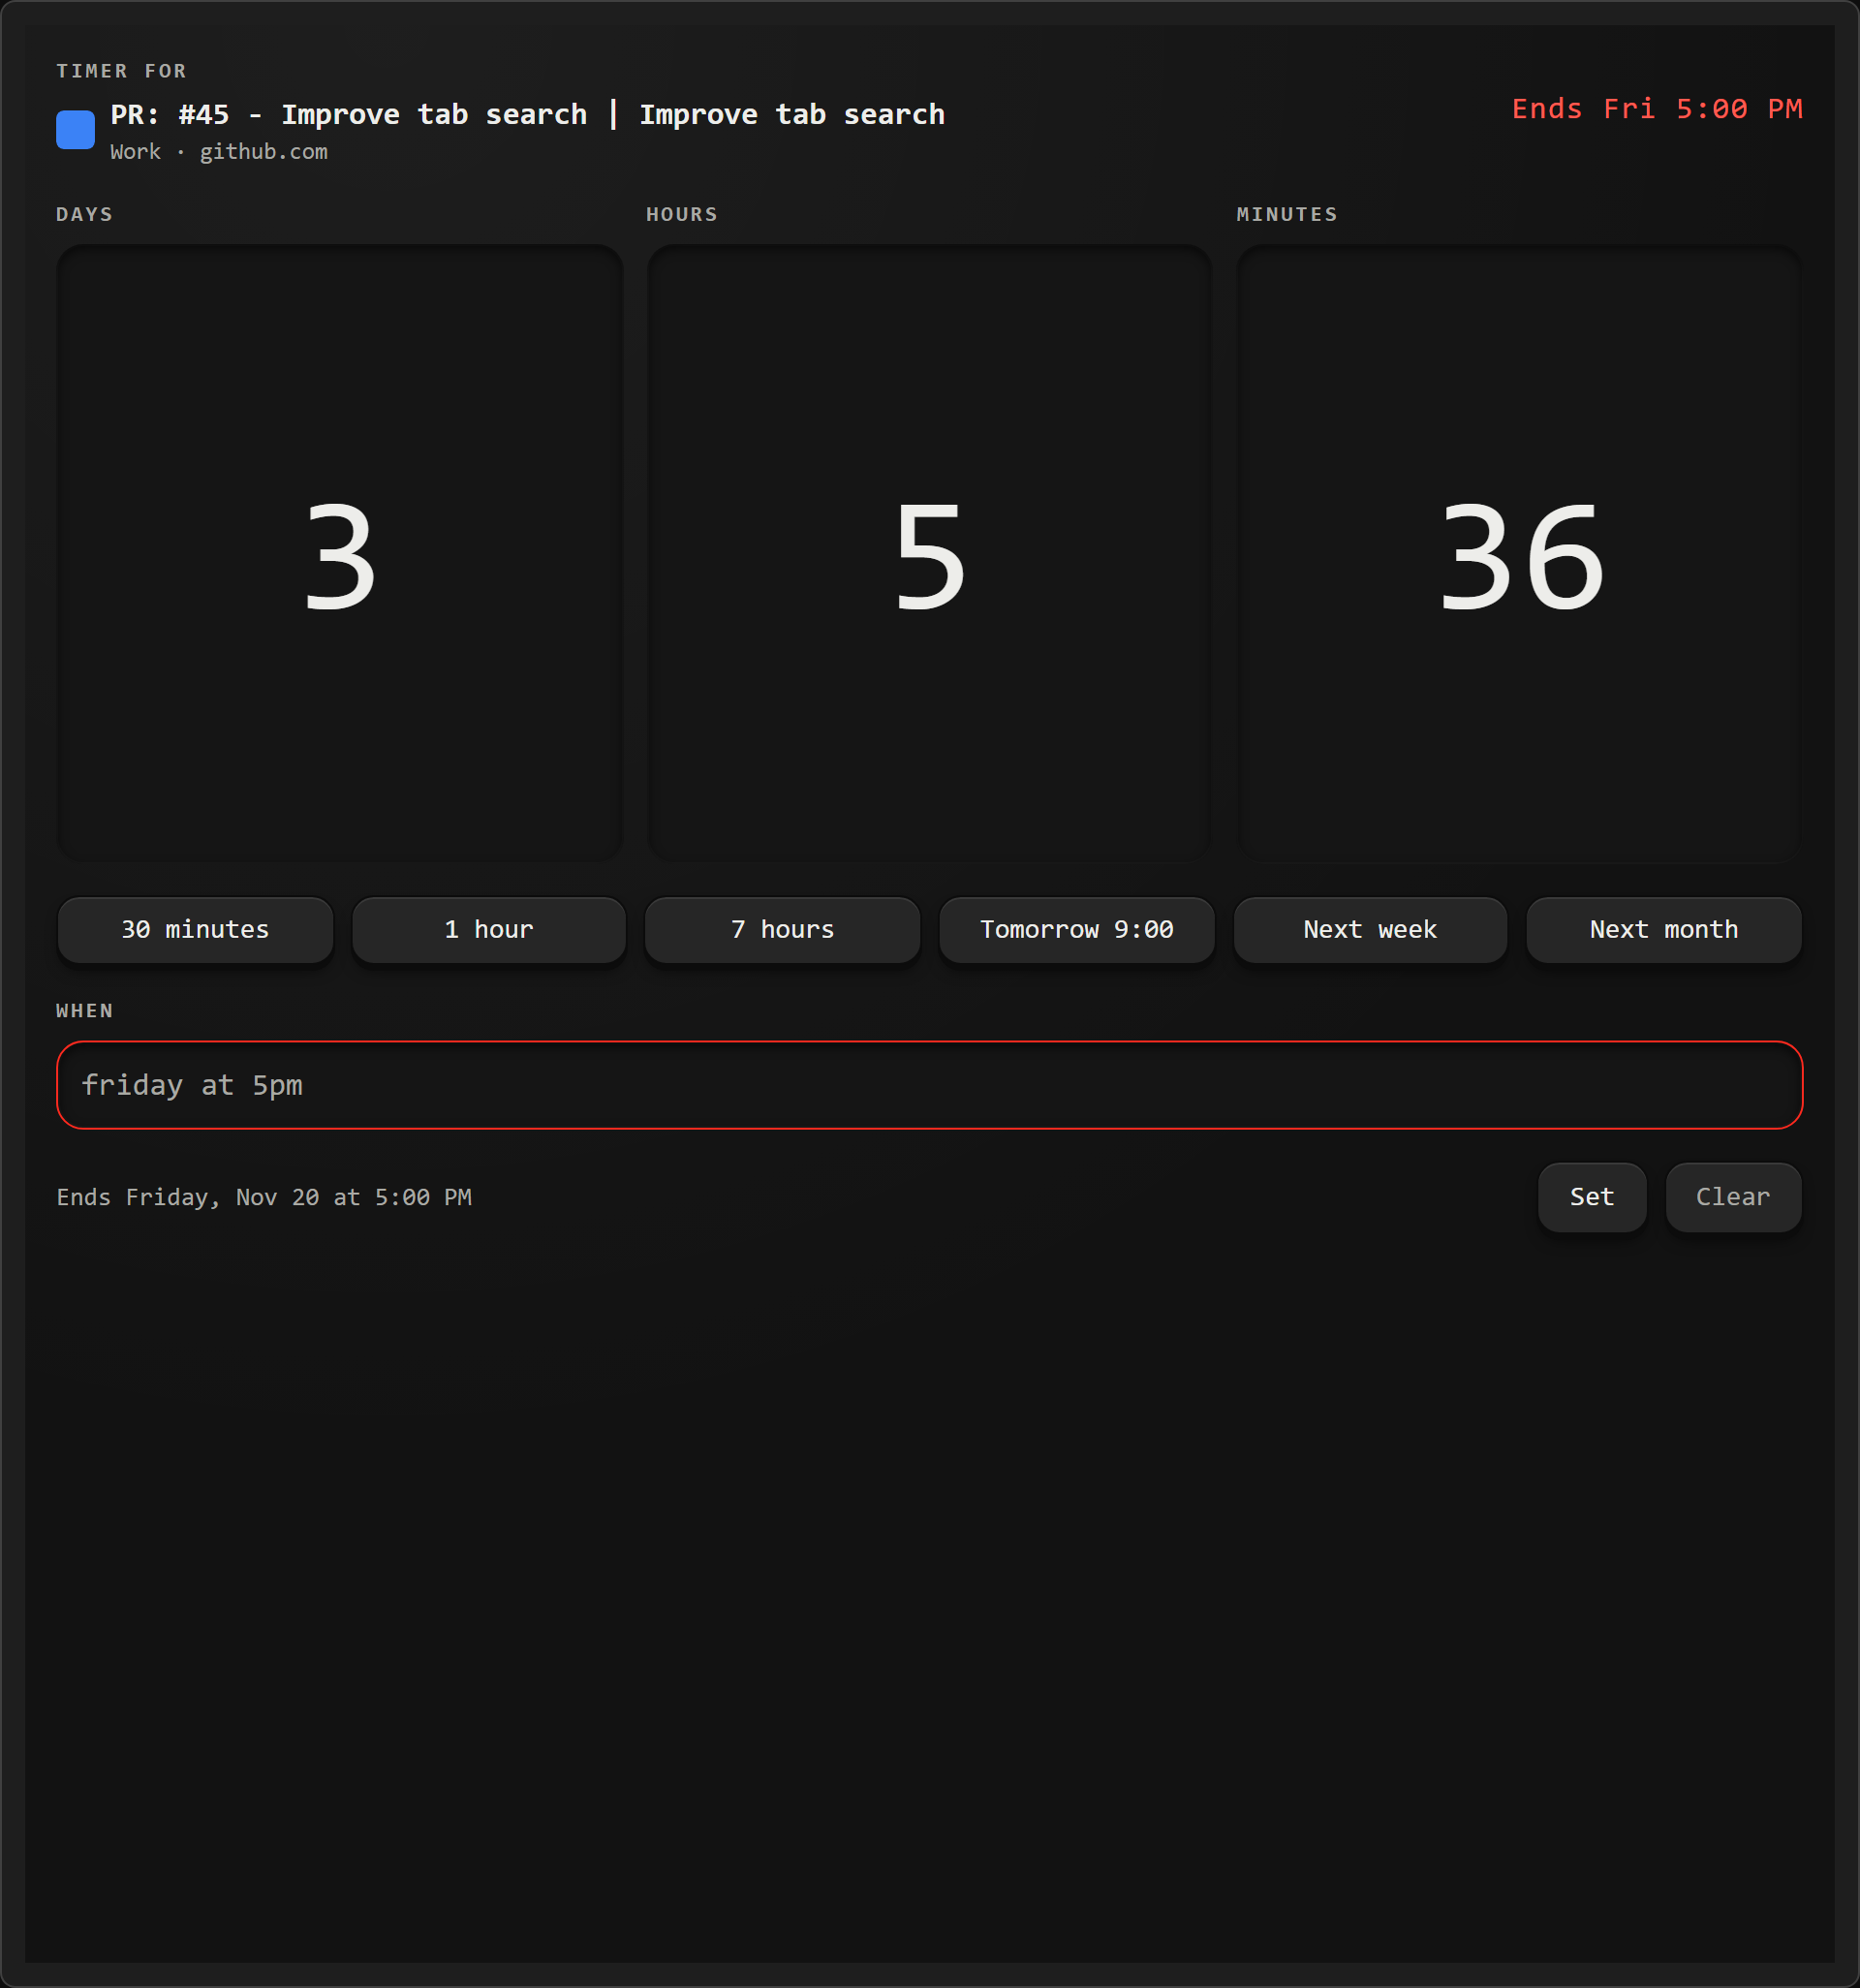 TIMER FOR
PR: #45 - Improve tab search | Improve tab search
Work · github.com
Ends Fri 5:00 PM
DAYS
HOURS
MINUTES
3
5
36
30 minutes
1 hour
7 hours
Tomorrow 9:00
Next week
Next month
WHEN
friday at 5pm
Ends Friday, Nov 20 at 5:00 PM
Set
Clear